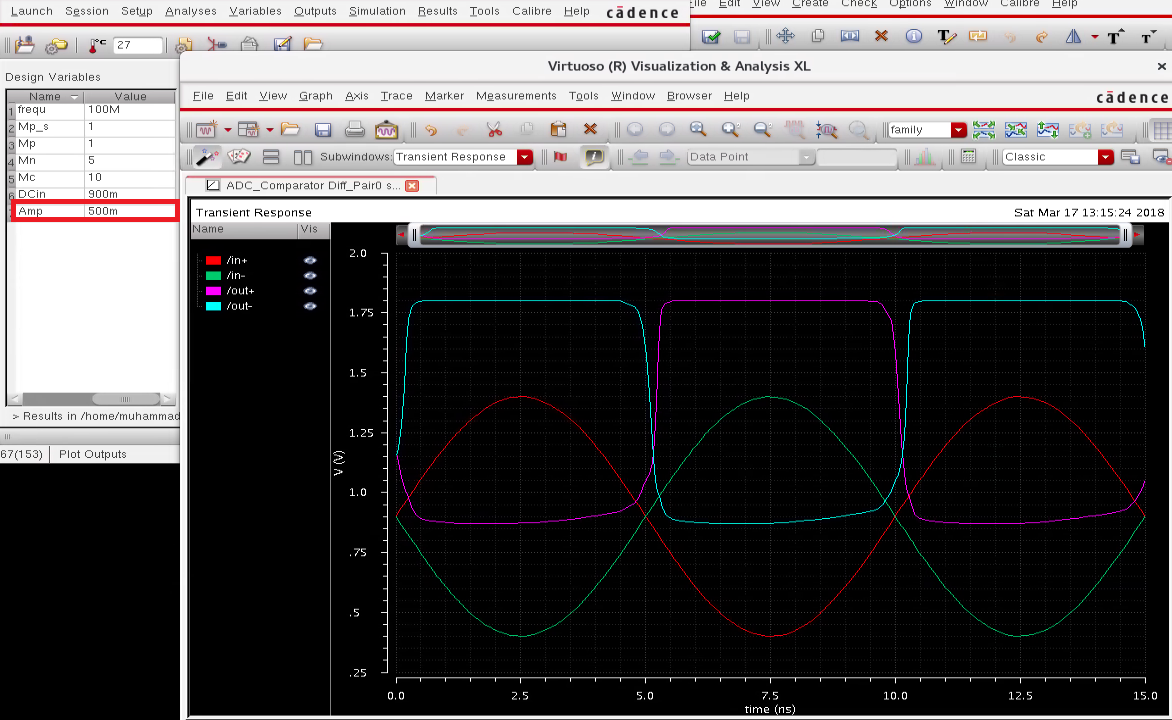 Launch Session Setup Analyses Variables Outputs Simulation Results Tools Calibre Help cādence
Edit View Create Check Options Window Calibre Help
°C 27
Design Variables
Name Value
1 frequ 100M
2 Mp_s 1
3 Mp 1
4 Mn 5
5 Mc 10
6 DCin 900m
Amp 500m
> Results in /home/muhammad
67(153) Plot Outputs
Virtuoso (R) Visualization & Analysis XL
File Edit View Graph Axis Trace Marker Measurements Tools Window Browser Help
cādence
family
Subwindows: Transient Response Data Point Classic
ADC_Comparator Diff_Pair0 s...
Transient Response Sat Mar 17 13:15:24 2018
Name Vis
/in+
/in-
/out+
/out-
2.0
1.75
1.5
1.25
1.0
.75
.5
.25
V (V)
0.0 2.5 5.0 7.5 10.0 12.5 15.0
time (ns)